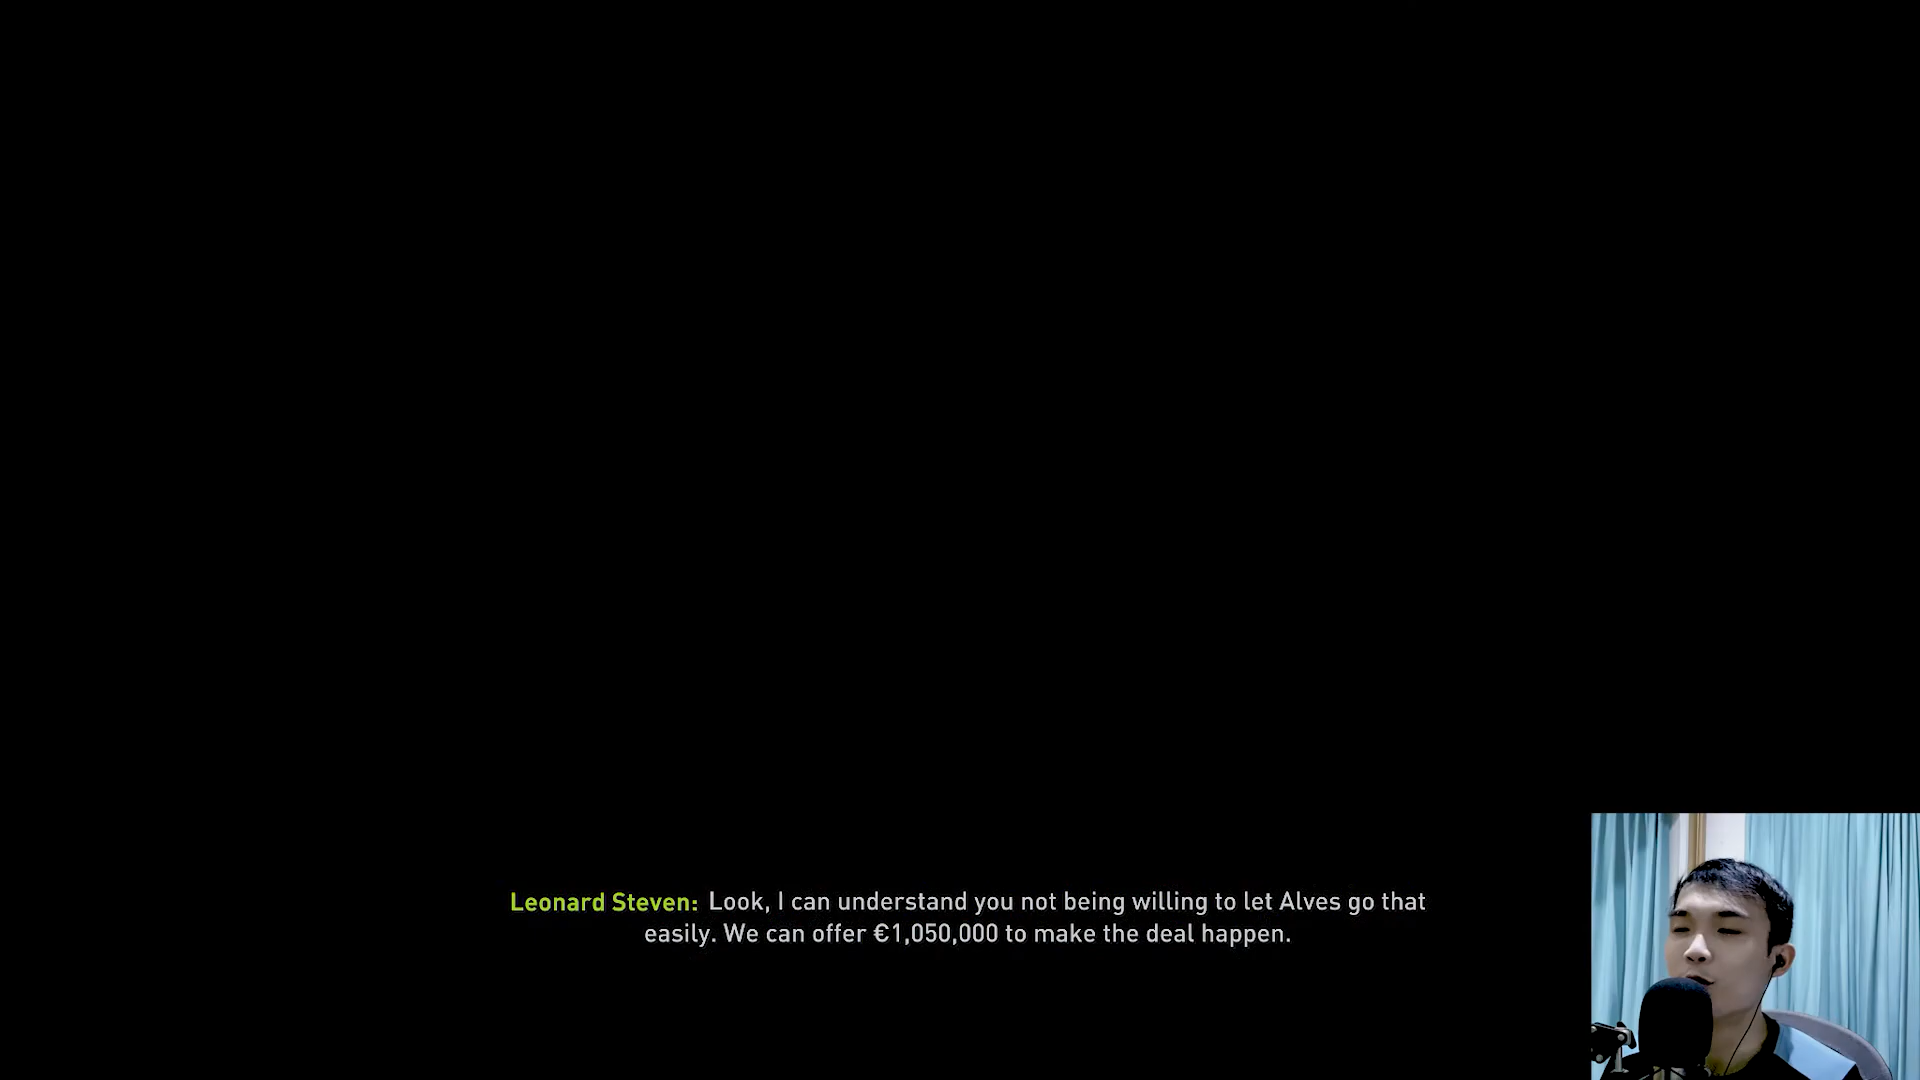 Leonard Steven: Look, I can understand you not being willing to let Alves go that
easily. We can offer €1,050,000 to make the deal happen.